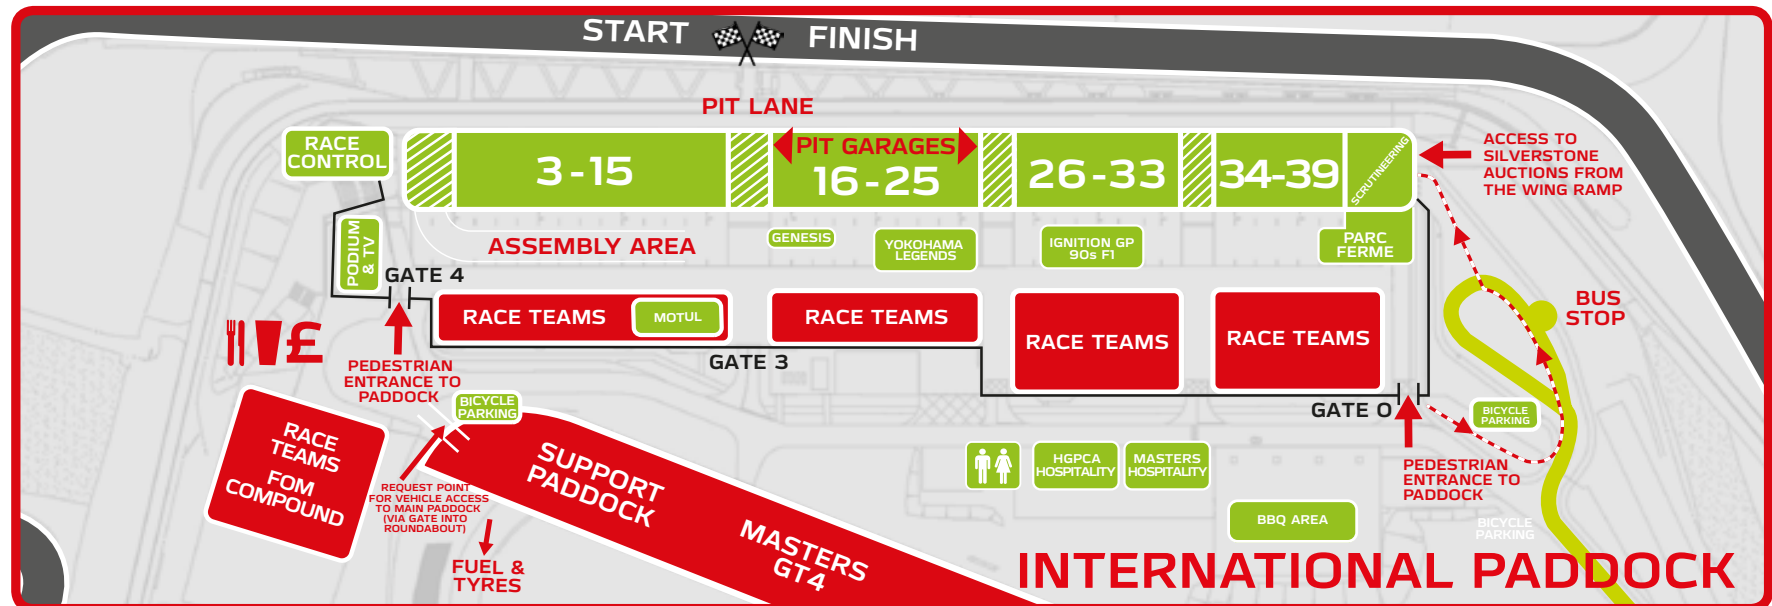 START FINISH
PIT LANE
RACE
CONTROL
3-15
PIT GARAGES
16-25
26-33
34-39
SCRUTINEERING
ACCESS TO
SILVERSTONE
AUCTIONS FROM
THE WING RAMP
PODIUM
& TV
ASSEMBLY AREA
GENESIS
YOKOHAMA
LEGENDS
IGNITION GP
90s F1
PARC
FERME
GATE 4
RACE TEAMS
MOTUL
RACE TEAMS
RACE TEAMS
RACE TEAMS
BUS
STOP
£
GATE 3
PEDESTRIAN
ENTRANCE TO
PADDOCK
BICYCLE
PARKING
GATE 0
BICYCLE
PARKING
RACE
TEAMS
FOM
COMPOUND
REQUEST POINT
FOR VEHICLE ACCESS
TO MAIN PADDOCK
(VIA GATE INTO
ROUNDABOUT)
SUPPORT
PADDOCK
HGPCA
HOSPITALITY
MASTERS
HOSPITALITY
PEDESTRIAN
ENTRANCE TO
PADDOCK
BBQ AREA
BICYCLE
PARKING
FUEL &
TYRES
MASTERS
GT4
INTERNATIONAL PADDOCK